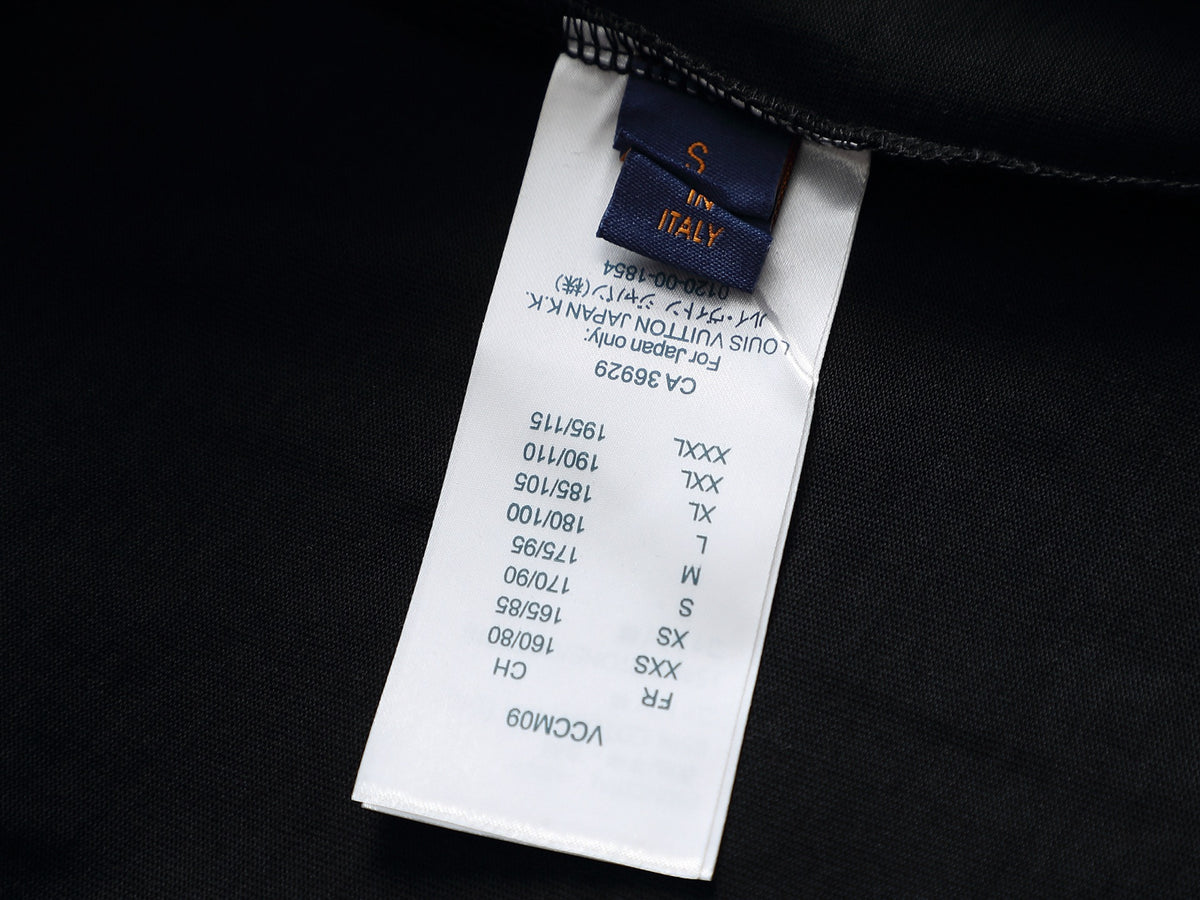 S
IN
ITALY
VCCM09
FR CH
XXS 160/80
XS 165/85
S 170/90
M 175/95
L 180/100
XL 185/105
XXL 190/110
XXXL 195/115
CA 36929
For Japan only:
LOUIS VUITTON JAPAN K.K.
ルイ・ヴィトン ジャパン(株)
0120-00-1854